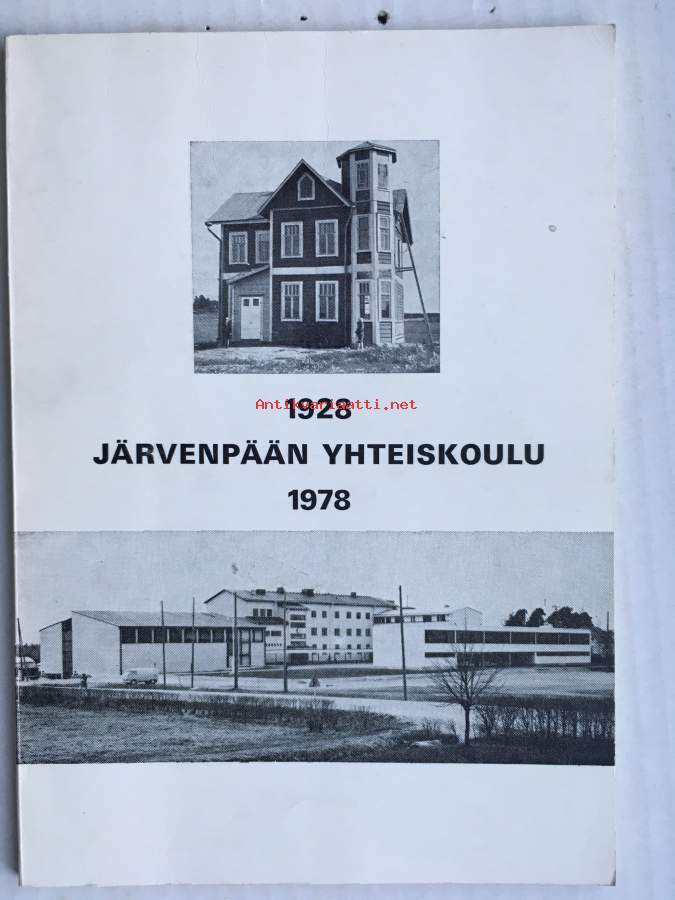 1928
Antikvariaatti.net
JÄRVENPÄÄN YHTEISKOULU
1978